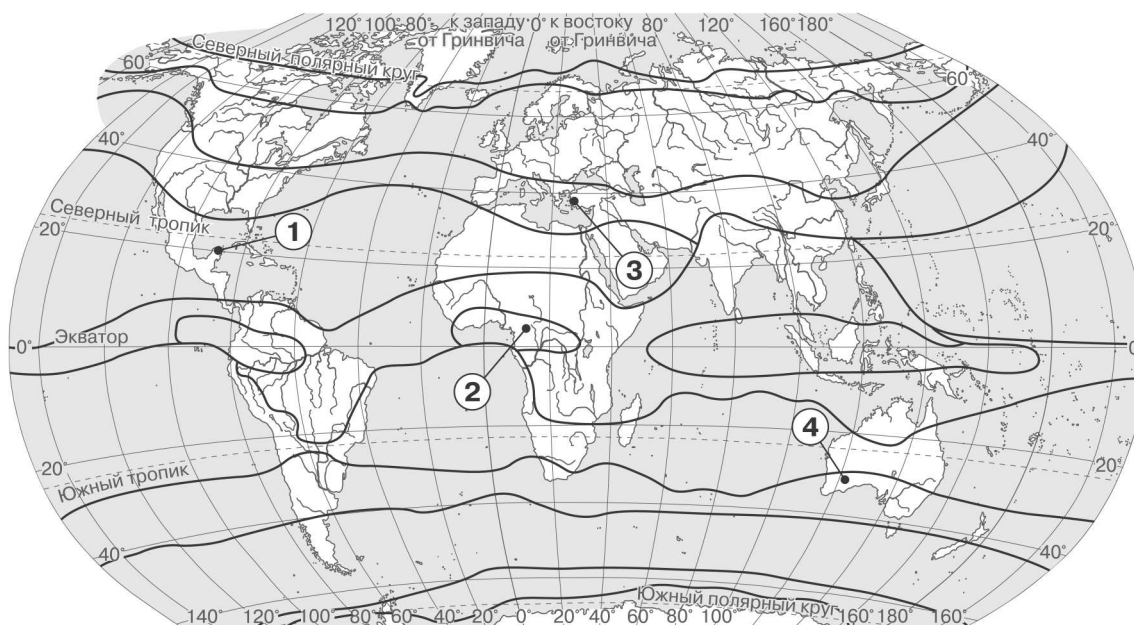 120° 100° 80° к западу 0° к востоку 80° 120° 160° 180°
от Гринвича от Гринвича
Северный полярный круг
60 60
40° 40°
Северный тропик
20° 20°
1
3
Экватор
0° 0°
2
4
20° 20°
Южный тропик
40° 40°
Южный полярный круг
140° 100° 80° 60° 40° 20° 0° 20° 40° 60° 80° 100° 140° 160° 180° 160°